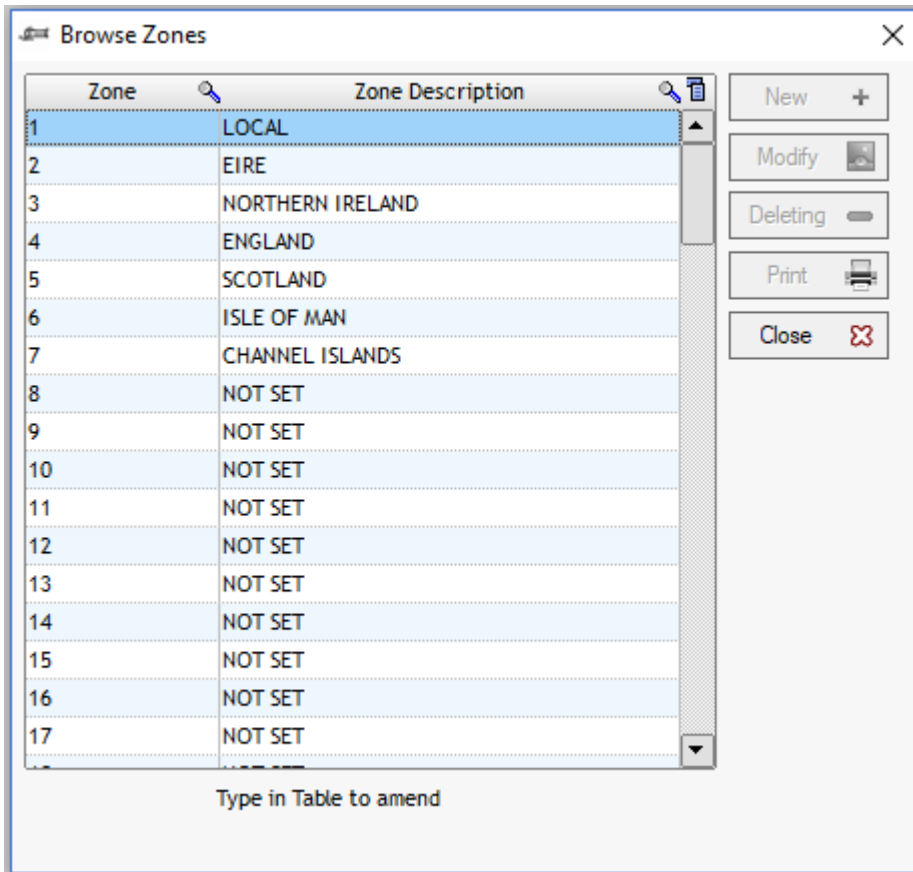 Browse Zones
Zone Zone Description
1 LOCAL
2 EIRE
3 NORTHERN IRELAND
4 ENGLAND
5 SCOTLAND
6 ISLE OF MAN
7 CHANNEL ISLANDS
8 NOT SET
9 NOT SET
10 NOT SET
11 NOT SET
12 NOT SET
13 NOT SET
14 NOT SET
15 NOT SET
16 NOT SET
17 NOT SET
Type in Table to amend
New
Modify
Deleting
Print
Close